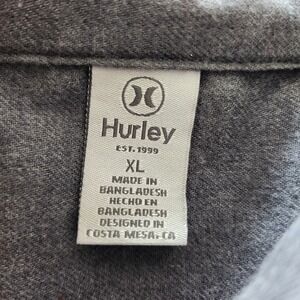 Hurley
EST. 1999
XL
MADE IN
BANGLADESH
HECHO EN
BANGLADESH
DESIGNED IN
COSTA MESA, CA